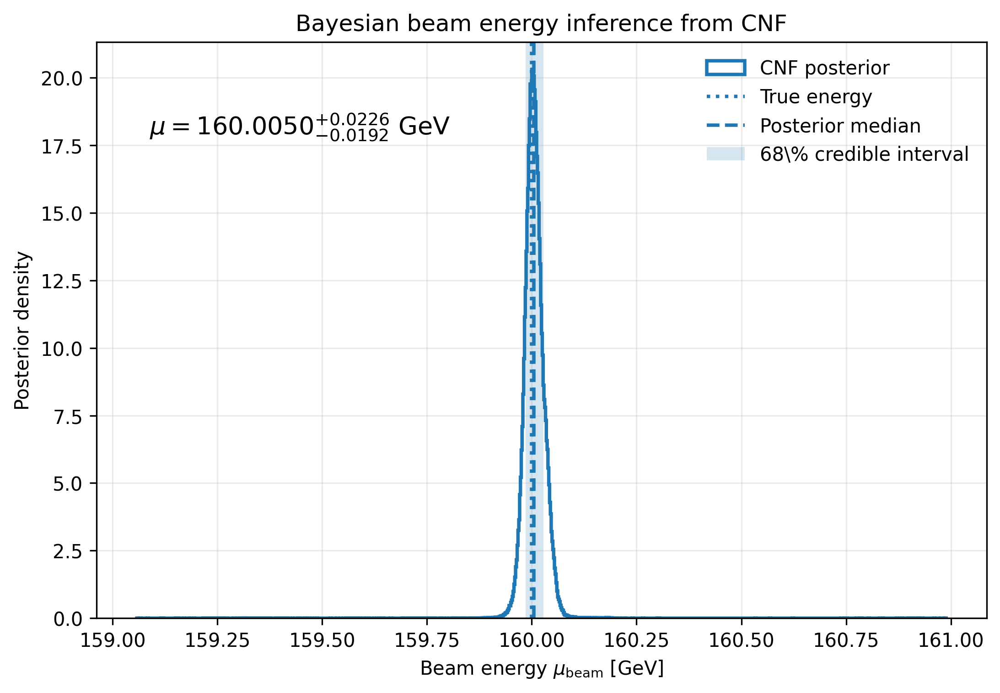 Bayesian beam energy inference from CNF
20.0
17.5
15.0
12.5
10.0
7.5
5.0
2.5
0.0
Posterior density
μ = 160.0050 +0.0226 −0.0192 GeV
CNF posterior
True energy
Posterior median
68\% credible interval
159.00 159.25 159.50 159.75 160.00 160.25 160.50 160.75 161.00
Beam energy μbeam [GeV]